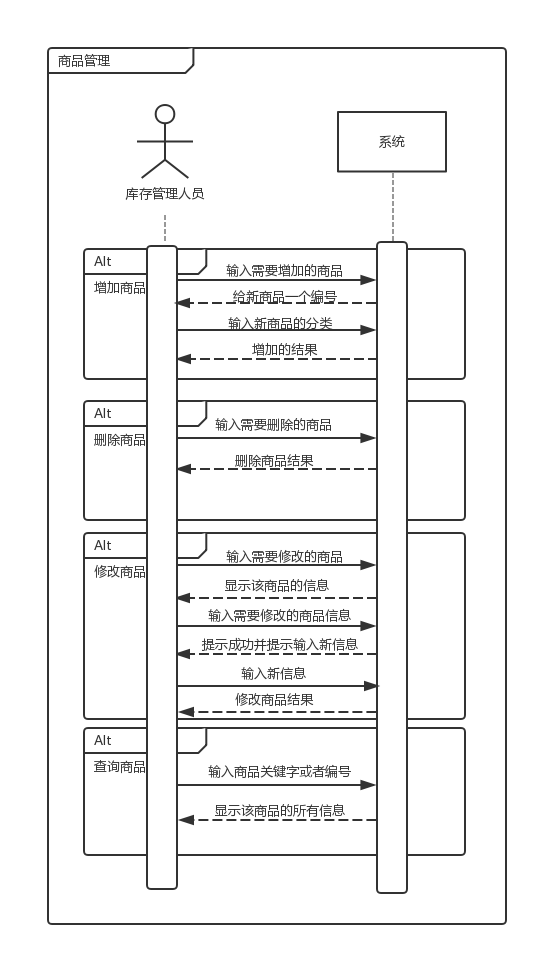 商品管理
系统
库存管理人员
Alt
增加商品
输入需要增加的商品
给新商品一个编号
输入新商品的分类
增加的结果
Alt
删除商品
输入需要删除的商品
删除商品结果
Alt
修改商品
输入需要修改的商品
显示该商品的信息
输入需要修改的商品信息
提示成功并提示输入新信息
输入新信息
修改商品结果
Alt
查询商品
输入商品关键字或者编号
显示该商品的所有信息